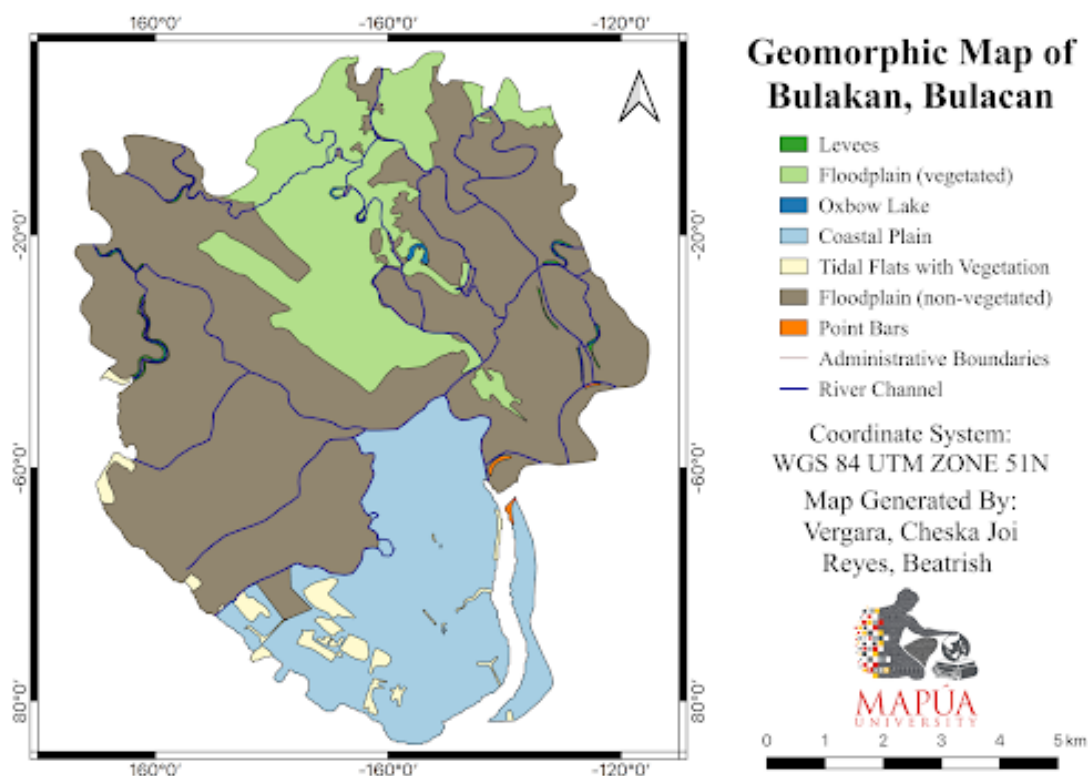 160°0'
-160°0'
-120°0'
-20°0'
-60°0'
80°0'
160°0'
-160°0'
-120°0'
-20°0'
-60°0'
80°0'
Geomorphic Map of
Bulakan, Bulacan
Levees
Floodplain (vegetated)
Oxbow Lake
Coastal Plain
Tidal Flats with Vegetation
Floodplain (non-vegetated)
Point Bars
Administrative Boundaries
River Channel
Coordinate System:
WGS 84 UTM ZONE 51N
Map Generated By:
Vergara, Cheska Joi
Reyes, Beatrish
MAPÚA
UNIVERSITY
0 1 2 3 4 5 km